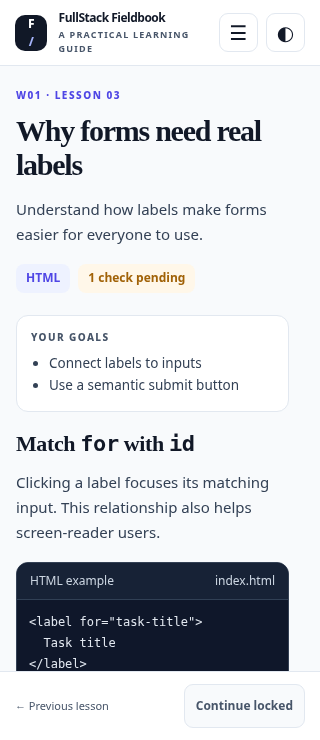 F
/
FullStack Fieldbook
A PRACTICAL LEARNING
GUIDE
W01 · LESSON 03
Why forms need real
labels
Understand how labels make forms
easier for everyone to use.
HTML
1 check pending
YOUR GOALS
• Connect labels to inputs
• Use a semantic submit button
Match for with id
Clicking a label focuses its matching
input. This relationship also helps
screen-reader users.
HTML example
index.html
<label for="task-title">
  Task title
</label>
← Previous lesson
Continue locked